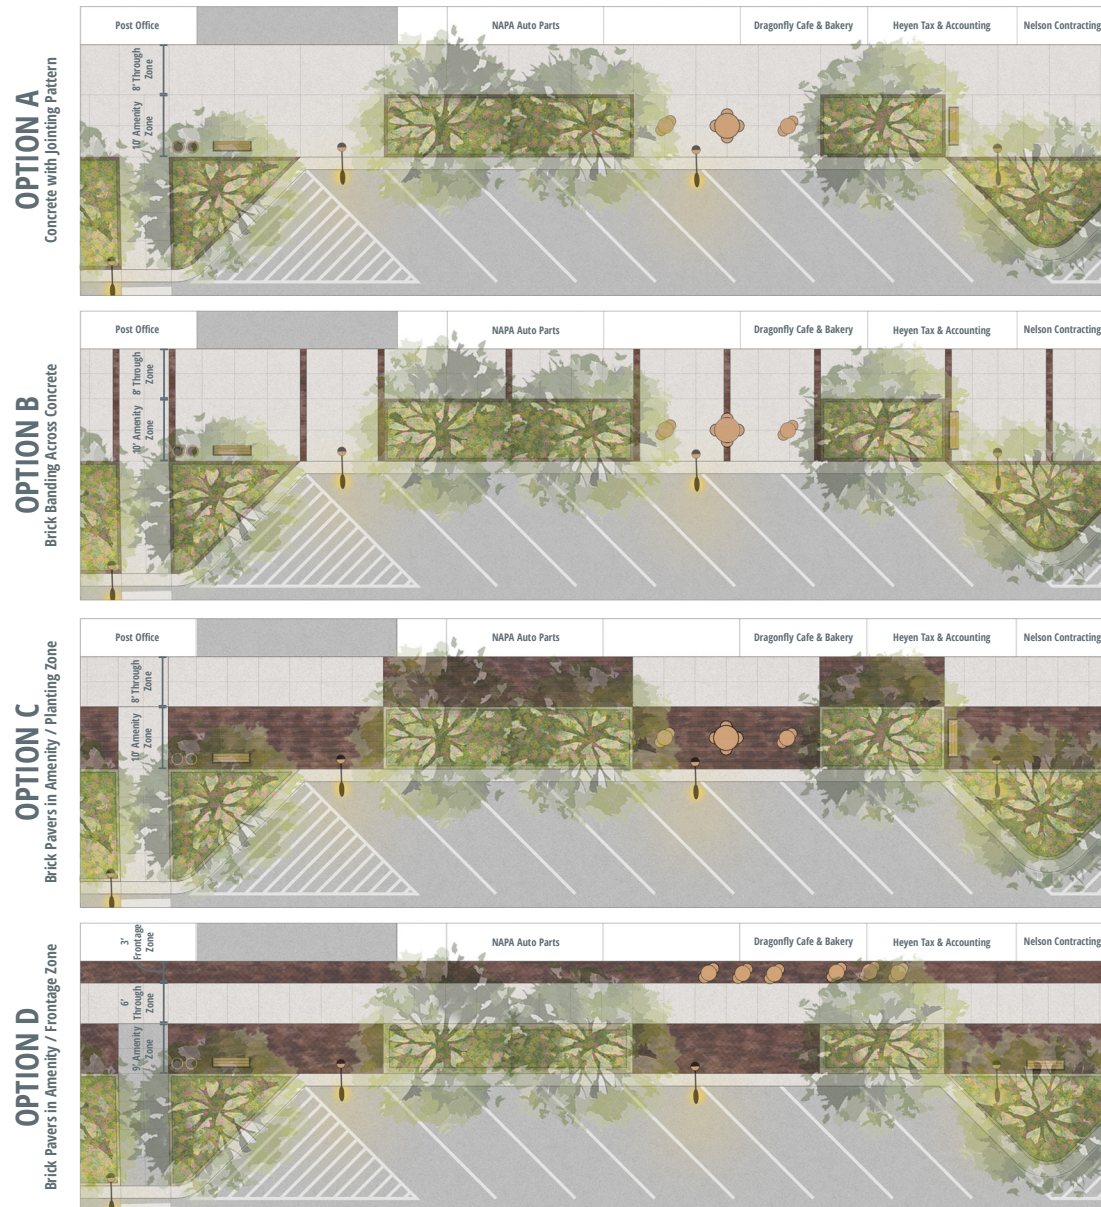 OPTION A
Concrete with Jointing Pattern
Post Office
NAPA Auto Parts
Dragonfly Cafe & Bakery
Heyen Tax & Accounting
Nelson Contracting
8' Through
Zone
10' Amenity
Zone
OPTION B
Brick Banding Across Concrete
Post Office
NAPA Auto Parts
Dragonfly Cafe & Bakery
Heyen Tax & Accounting
Nelson Contracting
8' Through
Zone
10' Amenity
Zone
OPTION C
Brick Pavers in Amenity / Planting Zone
Post Office
NAPA Auto Parts
Dragonfly Cafe & Bakery
Heyen Tax & Accounting
Nelson Contracting
8' Through
Zone
10' Amenity
Zone
OPTION D
Brick Pavers in Amenity / Frontage Zone
3'
Frontage
Zone
NAPA Auto Parts
Dragonfly Cafe & Bakery
Heyen Tax & Accounting
Nelson Contracting
6'
Through
Zone
9' Amenity
Zone